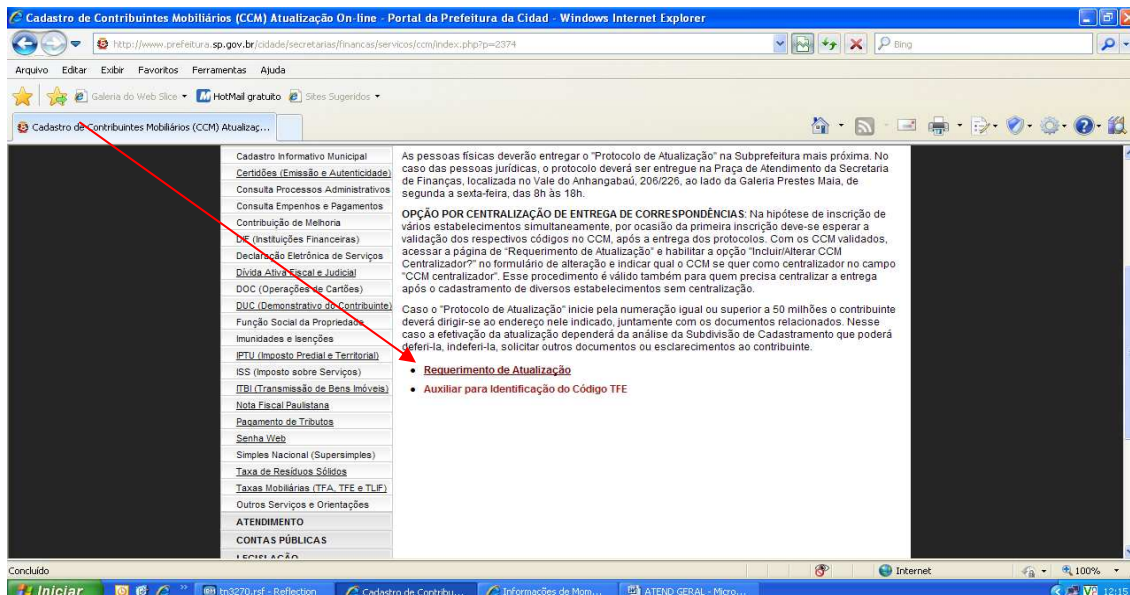 Cadastro de Contribuintes Mobiliários (CCM) Atualização On-line - Portal da Prefeitura da Cidad - Windows Internet Explorer
http://www.prefeitura.sp.gov.br/cidade/secretarias/financas/servicos/ccm/index.php?p=2374
Bing
Arquivo Editar Exibir Favoritos Ferramentas Ajuda
Galeria do Web Slice HotMail gratuito Sites Sugeridos
Cadastro de Contribuintes Mobiliários (CCM) Atualizaç...
Cadastro Informativo Municipal
Certidões (Emissão e Autenticidade)
Consulta Processos Administrativos
Consulta Empenhos e Pagamentos
Contribuição de Melhoria
DIF (Instituições Financeiras)
Declaração Eletrônica de Serviços
Dívida Ativa Fiscal e Judicial
DOC (Operações de Cartões)
DUC (Demonstrativo do Contribuinte)
Função Social da Propriedade
Imunidades e Isenções
IPTU (Imposto Predial e Territorial)
ISS (Imposto sobre Serviços)
ITBI (Transmissão de Bens Imóveis)
Nota Fiscal Paulistana
Pagamento de Tributos
Senha Web
Simples Nacional (Supersimples)
Taxa de Resíduos Sólidos
Taxas Mobiliárias (TFA, TFE e TLIF)
Outros Serviços e Orientações
ATENDIMENTO
CONTAS PÚBLICAS
LEGISLAÇÃO
As pessoas físicas deverão entregar o "Protocolo de Atualização" na Subprefeitura mais próxima. No
caso das pessoas jurídicas, o protocolo deverá ser entregue na Praça de Atendimento da Secretaria
de Finanças, localizada no Vale do Anhangabaú, 206/226, ao lado da Galeria Prestes Maia, de
segunda a sexta-feira, das 8h às 18h.
OPÇÃO POR CENTRALIZAÇÃO DE ENTREGA DE CORRESPONDÊNCIAS: Na hipótese de inscrição de
vários estabelecimentos simultaneamente, por ocasião da primeira inscrição deve-se esperar a
validação dos respectivos códigos no CCM, após a entrega dos protocolos. Com os CCM validados,
acessar a página de "Requerimento de Atualização" e habilitar a opção "Incluir/Alterar CCM
Centralizador?" no formulário de alteração e indicar qual o CCM se quer como centralizador no campo
"CCM centralizador". Esse procedimento é válido também para quem precisa centralizar a entrega
após o cadastramento de diversos estabelecimentos sem centralização.
Caso o "Protocolo de Atualização" inicie pela numeração igual ou superior a 50 milhões o contribuinte
deverá dirigir-se ao endereço nele indicado, juntamente com os documentos relacionados. Nesse
caso a efetivação da atualização dependerá da análise da Subdivisão de Cadastramento que poderá
deferi-la, indeferi-la, solicitar outros documentos ou esclarecimentos ao contribuinte.
• Requerimento de Atualização
• Auxiliar para Identificação do Código TFE
Concluído Internet 100%
Iniciar tn3270.rsf - Reflection Cadastro de Contribu... Informações de Mom... ATEND GERAL - Micro... 12:15